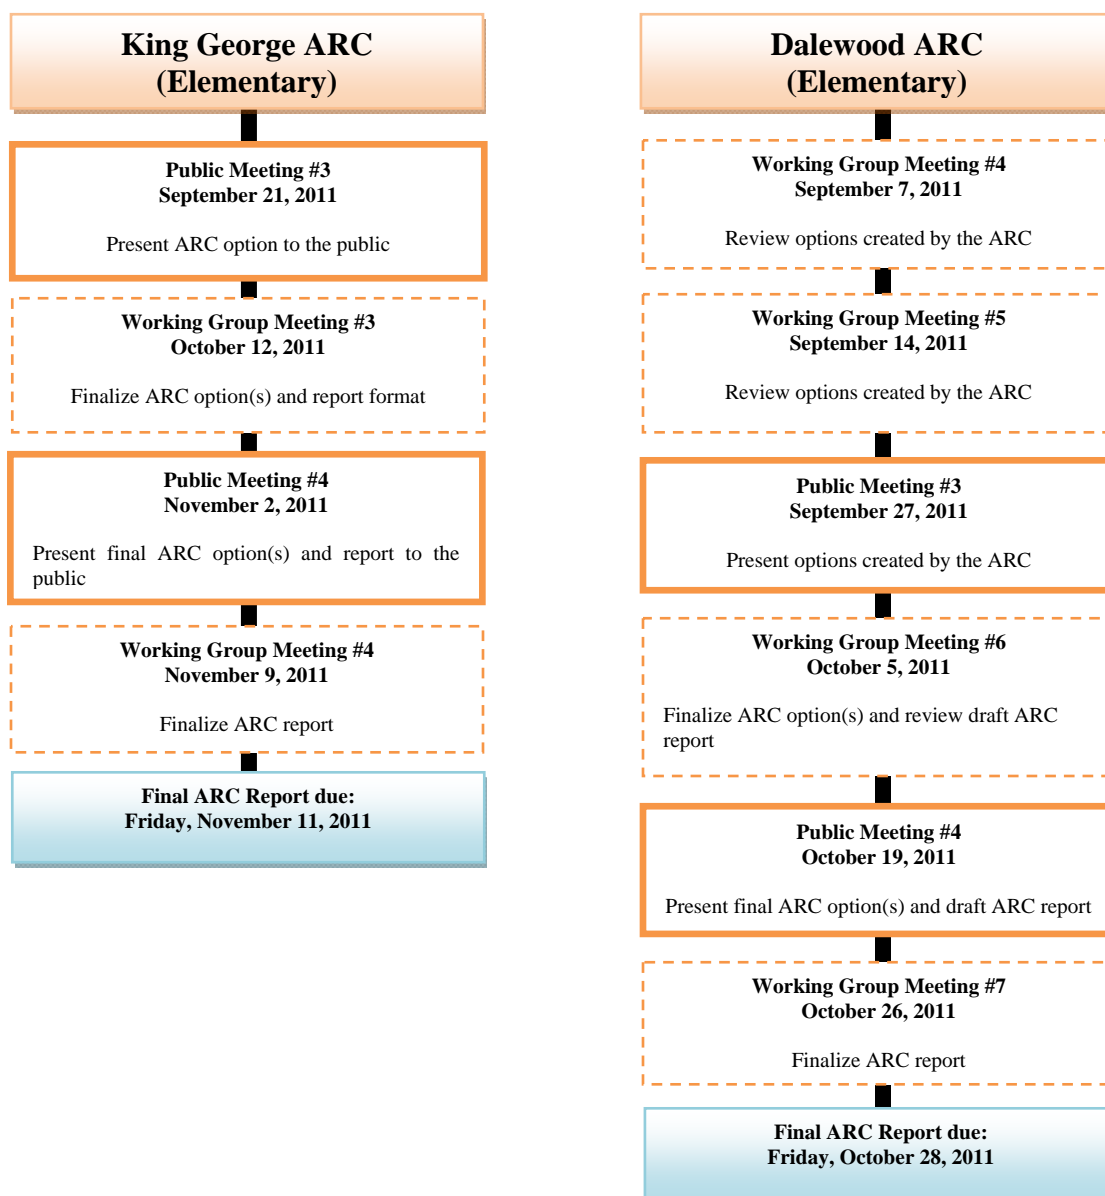 King George ARC
(Elementary)
Public Meeting #3
September 21, 2011
Present ARC option to the public
Working Group Meeting #3
October 12, 2011
Finalize ARC option(s) and report format
Public Meeting #4
November 2, 2011
Present final ARC option(s) and report to the
public
Working Group Meeting #4
November 9, 2011
Finalize ARC report
Final ARC Report due:
Friday, November 11, 2011
Dalewood ARC
(Elementary)
Working Group Meeting #4
September 7, 2011
Review options created by the ARC
Working Group Meeting #5
September 14, 2011
Review options created by the ARC
Public Meeting #3
September 27, 2011
Present options created by the ARC
Working Group Meeting #6
October 5, 2011
Finalize ARC option(s) and review draft ARC
report
Public Meeting #4
October 19, 2011
Present final ARC option(s) and draft ARC report
Working Group Meeting #7
October 26, 2011
Finalize ARC report
Final ARC Report due:
Friday, October 28, 2011